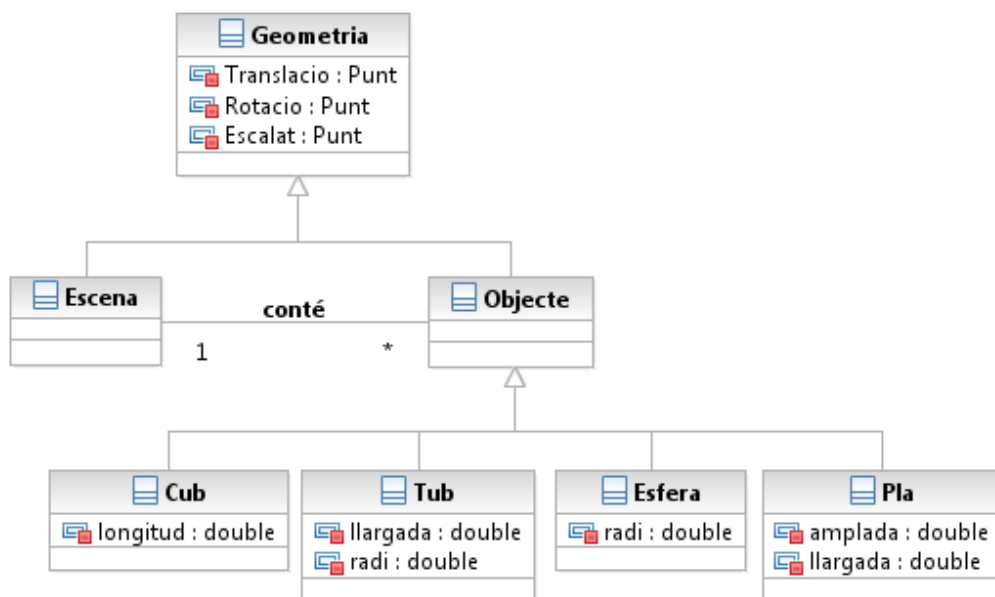 Geometria
Translacio : Punt
Rotacio : Punt
Escalat : Punt
Escena
conté
Objecte
1
*
Cub
longitud : double
Tub
llargada : double
radi : double
Esfera
radi : double
Pla
amplada : double
llargada : double